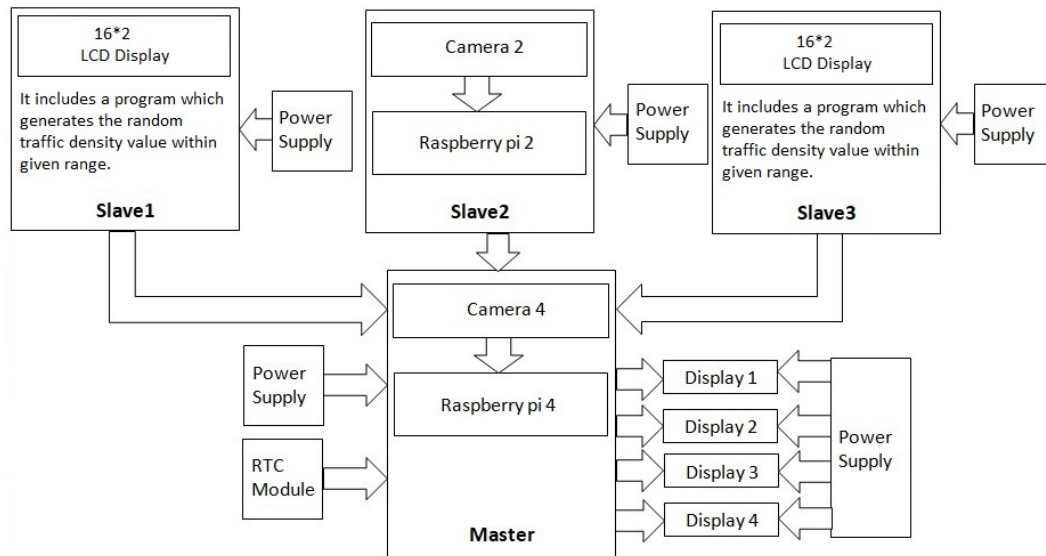 16*2
LCD Display
It includes a program which
generates the random
traffic density value within
given range.
Slave1
Power
Supply
Camera 2
Raspberry pi 2
Slave2
Power
Supply
16*2
LCD Display
It includes a program which
generates the random
traffic density value within
given range.
Slave3
Power
Supply
Camera 4
Raspberry pi 4
Master
Power
Supply
RTC
Module
Display 1
Display 2
Display 3
Display 4
Power
Supply